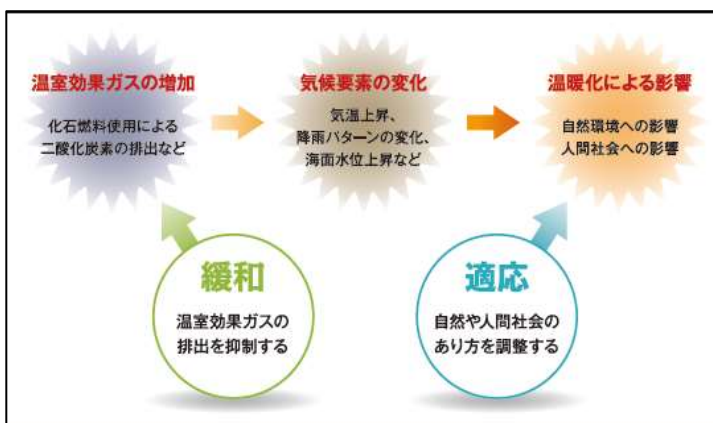 温室効果ガスの増加
化石燃料使用による
二酸化炭素の排出など
気候要素の変化
気温上昇、
降雨パターンの変化、
海面水位上昇など
温暖化による影響
自然環境への影響
人間社会への影響
緩和
温室効果ガスの
排出を抑制する
適応
自然や人間社会の
あり方を調整する